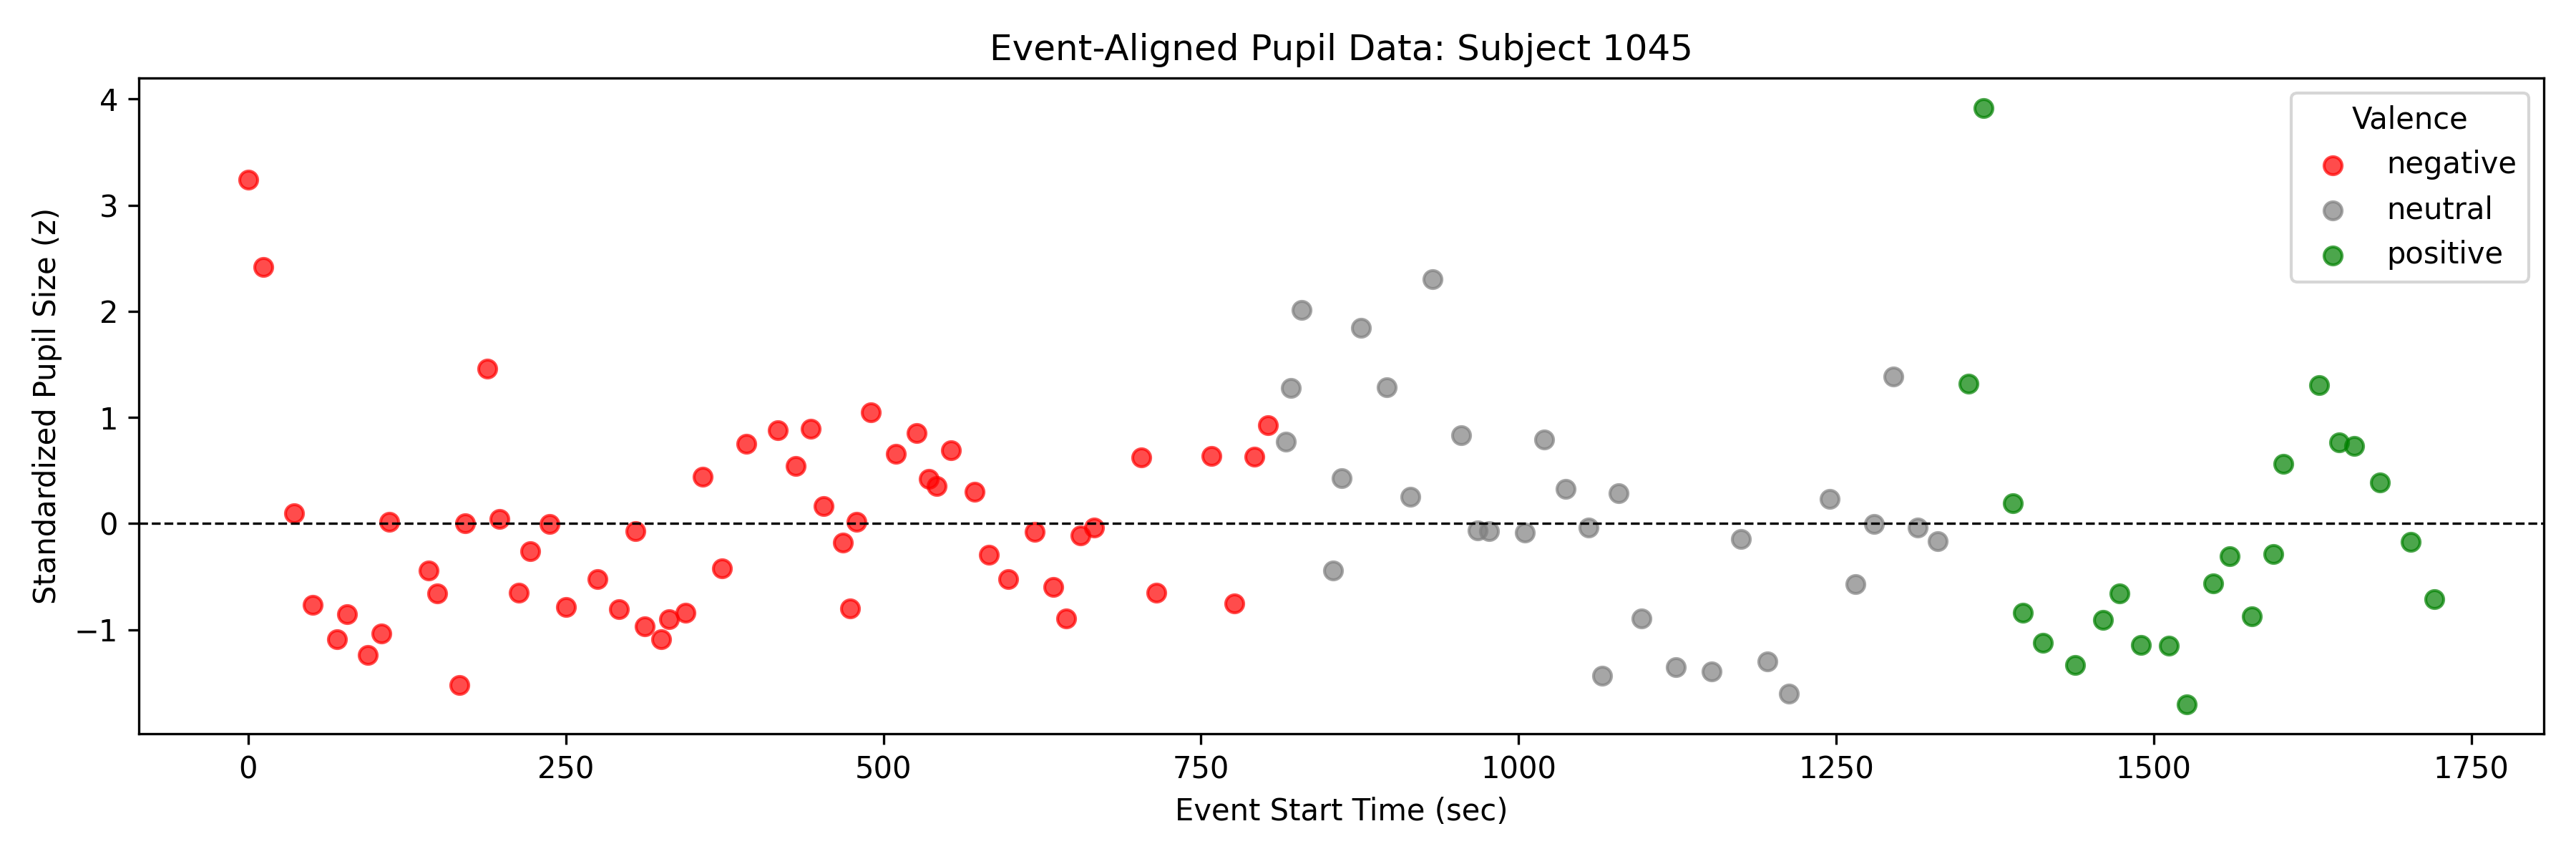 Event-Aligned Pupil Data: Subject 1045
Standardized Pupil Size (z)
4
3
2
1
0
−1
Valence
negative
neutral
positive
0 250 500 750 1000 1250 1500 1750
Event Start Time (sec)